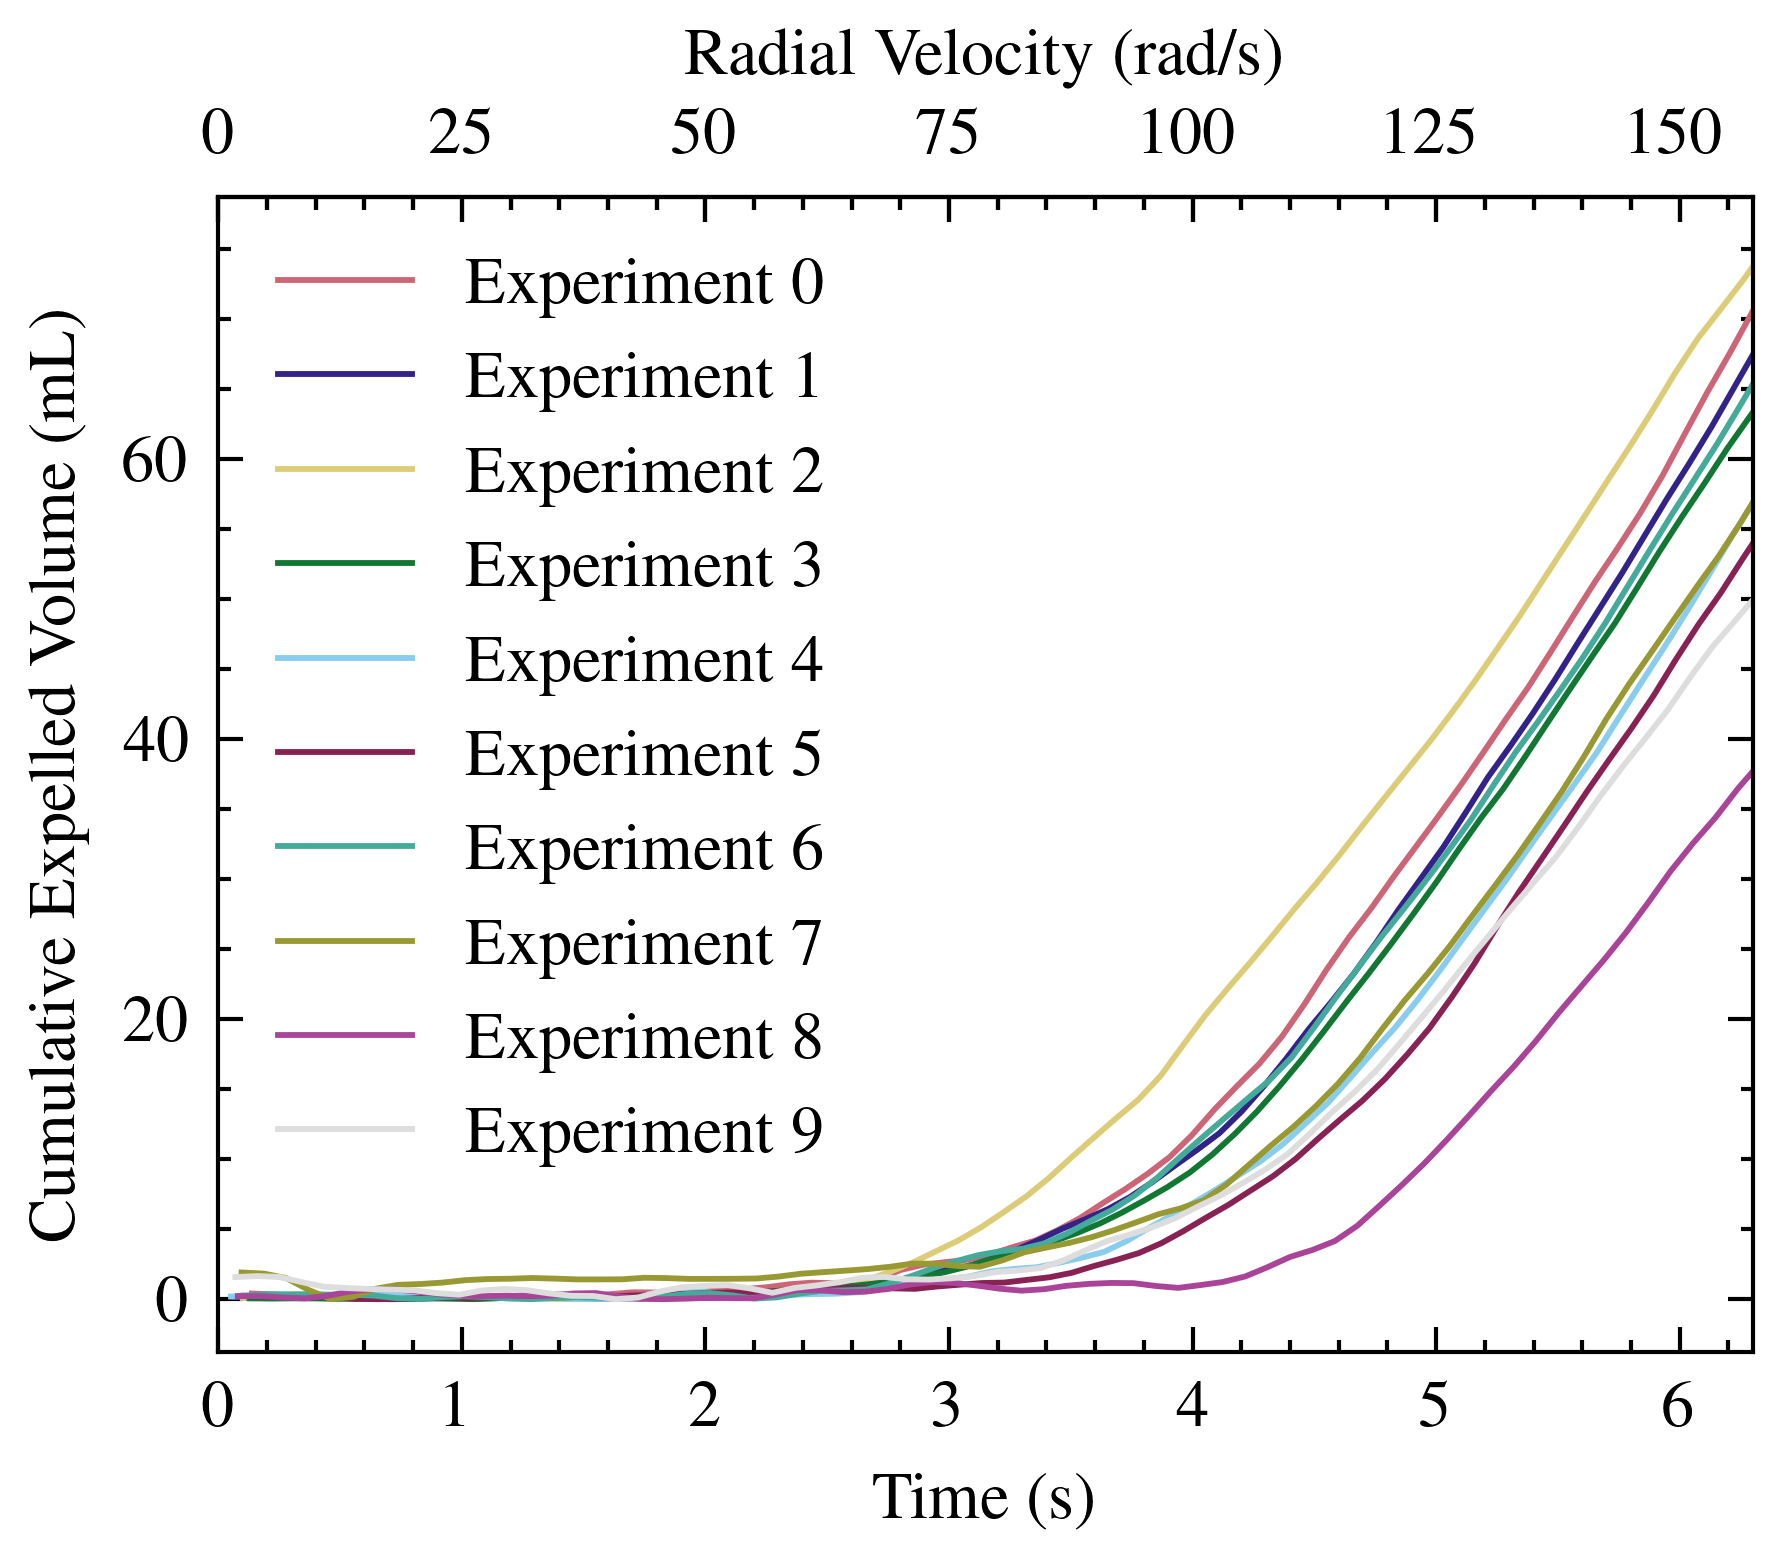 Radial Velocity (rad/s)
0 25 50 75 100 125 150
Experiment 0
Experiment 1
Experiment 2
Experiment 3
Experiment 4
Experiment 5
Experiment 6
Experiment 7
Experiment 8
Experiment 9
Cumulative Expelled Volume (mL)
60
40
20
0
0 1 2 3 4 5 6
Time (s)